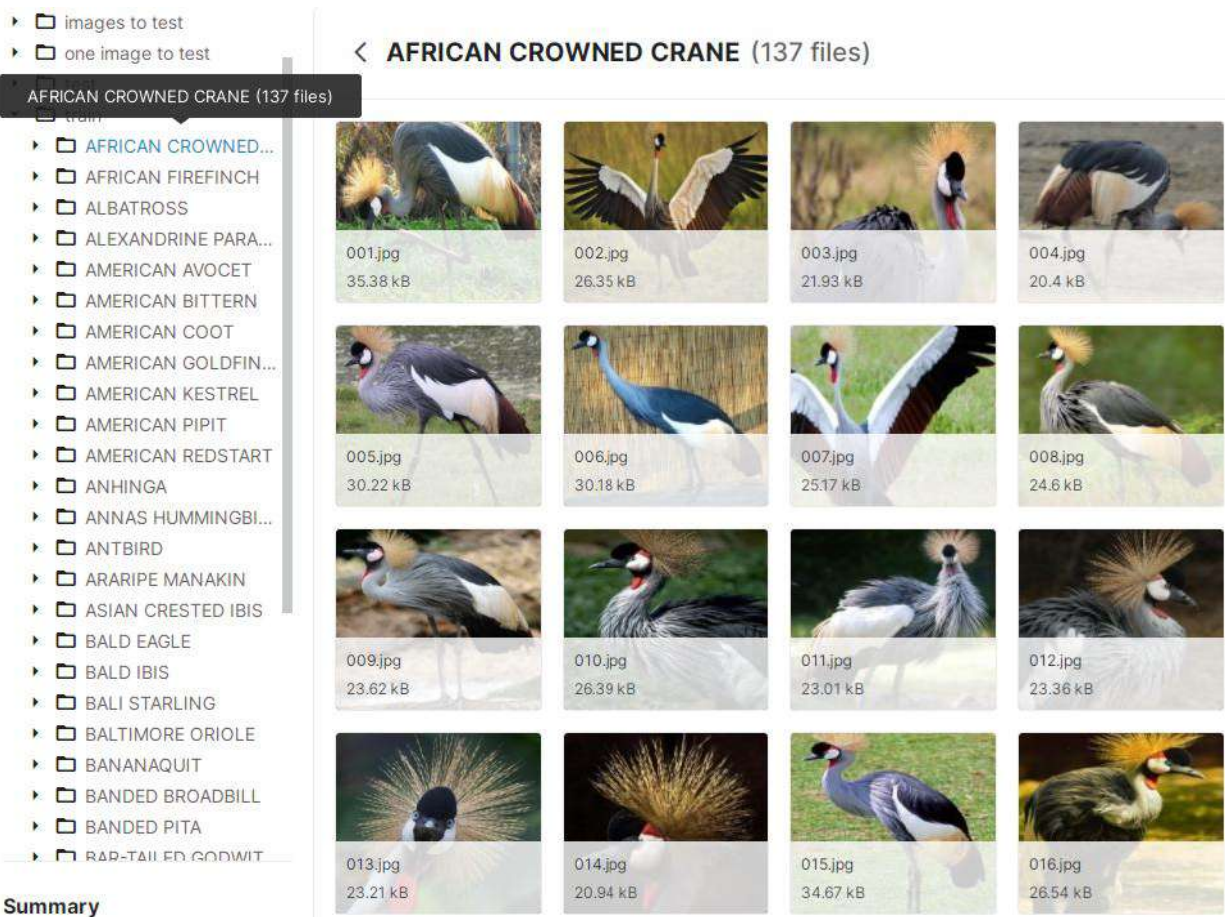 images to test
one image to test
AFRICAN CROWNED CRANE (137 files)
train
AFRICAN CROWNED...
AFRICAN FIREFINCH
ALBATROSS
ALEXANDRINE PARA...
AMERICAN AVOCET
AMERICAN BITTERN
AMERICAN COOT
AMERICAN GOLDFIN...
AMERICAN KESTREL
AMERICAN PIPIT
AMERICAN REDSTART
ANHINGA
ANNAS HUMMINGBI...
ANTBIRD
ARARIPE MANAKIN
ASIAN CRESTED IBIS
BALD EAGLE
BALD IBIS
BALI STARLING
BALTIMORE ORIOLE
BANANAQUIT
BANDED BROADBILL
BANDED PITA
BAR-TAILED GODWIT
Summary
AFRICAN CROWNED CRANE (137 files)
001.jpg
35.38 kB
002.jpg
26.35 kB
003.jpg
21.93 kB
004.jpg
20.4 kB
005.jpg
30.22 kB
006.jpg
30.18 kB
007.jpg
25.17 kB
008.jpg
24.6 kB
009.jpg
23.62 kB
010.jpg
26.39 kB
011.jpg
23.01 kB
012.jpg
23.36 kB
013.jpg
23.21 kB
014.jpg
20.94 kB
015.jpg
34.67 kB
016.jpg
26.54 kB